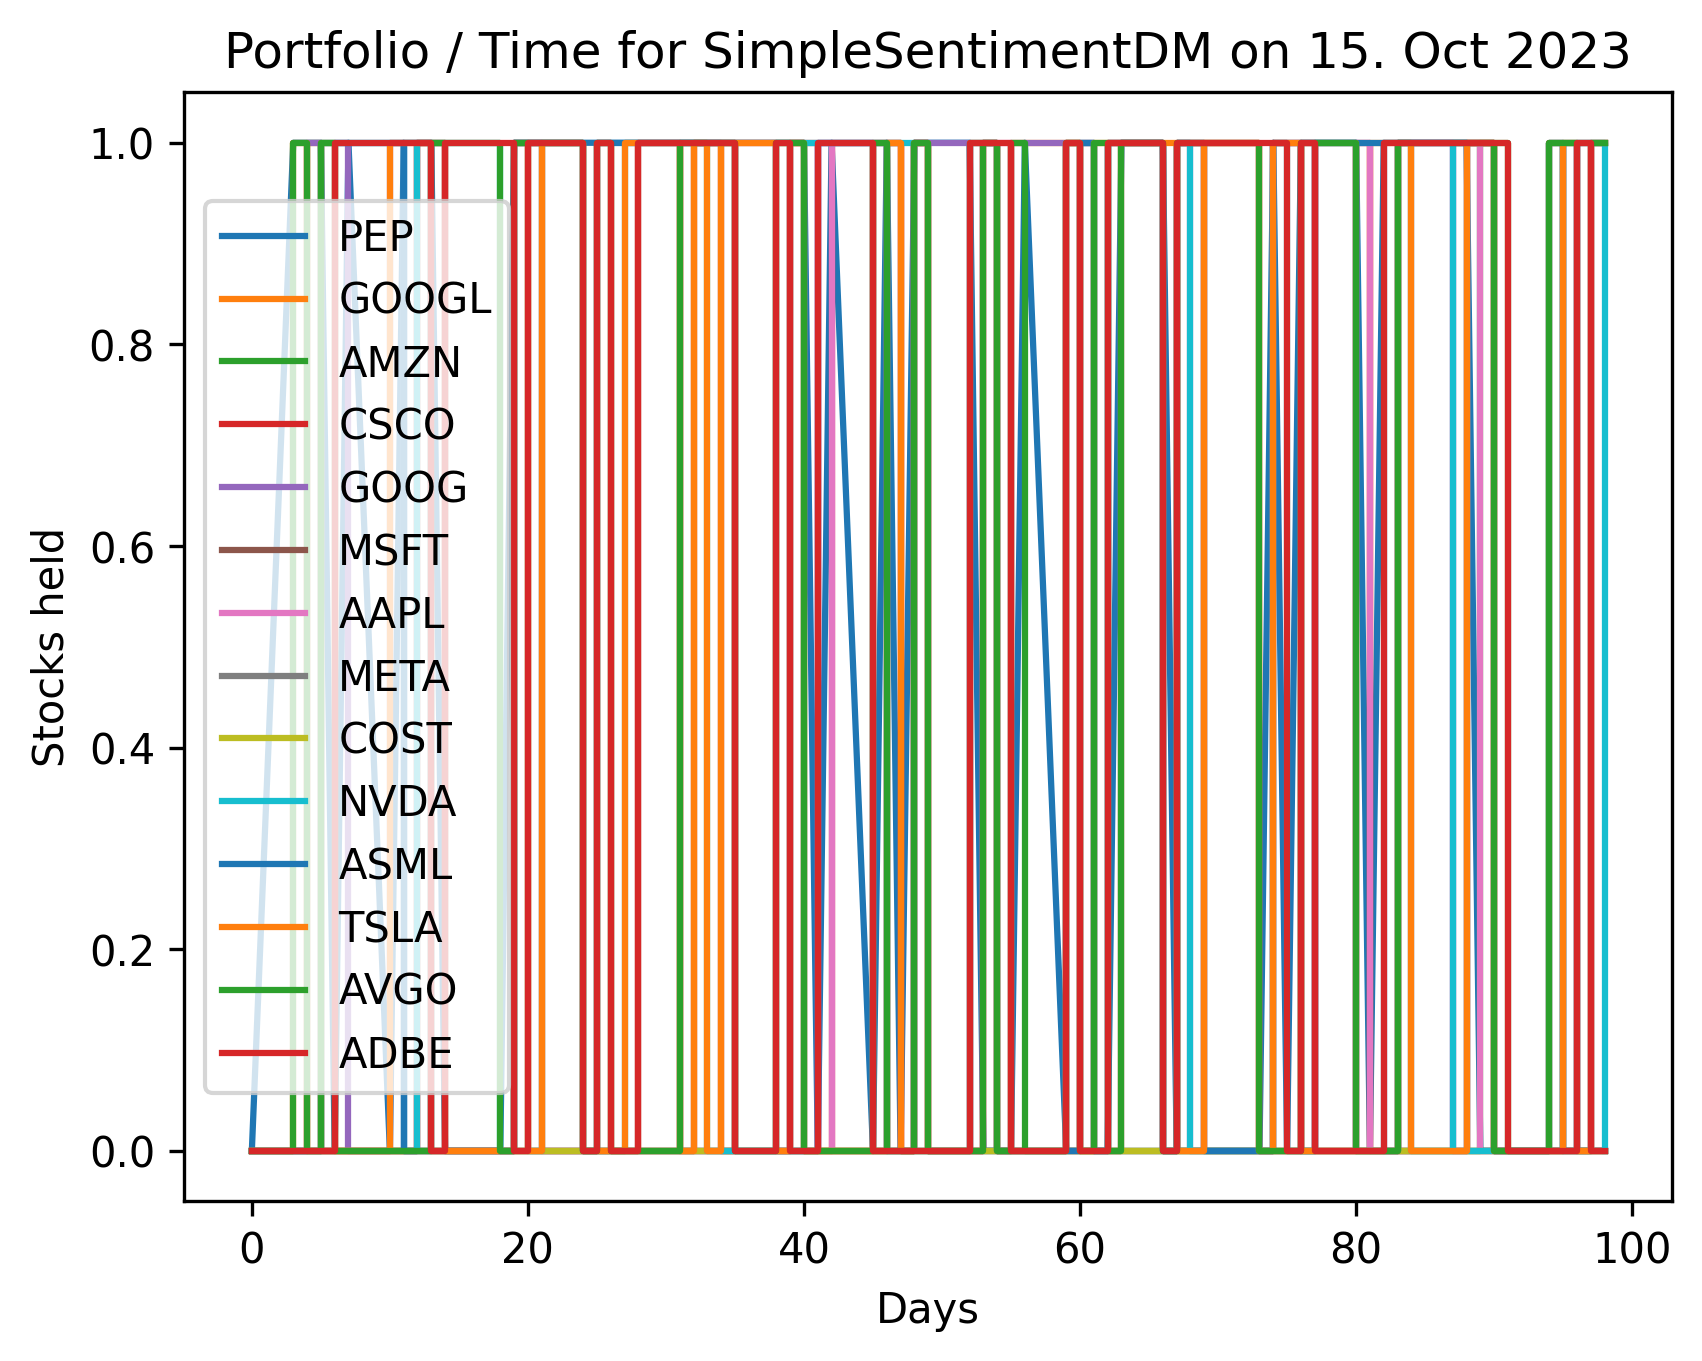 Portfolio / Time for SimpleSentimentDM on 15. Oct 2023
1.0
0.8
0.6
0.4
0.2
0.0
Stocks held
PEP
GOOGL
AMZN
CSCO
GOOG
MSFT
AAPL
META
COST
NVDA
ASML
TSLA
AVGO
ADBE
0 20 40 60 80 100
Days